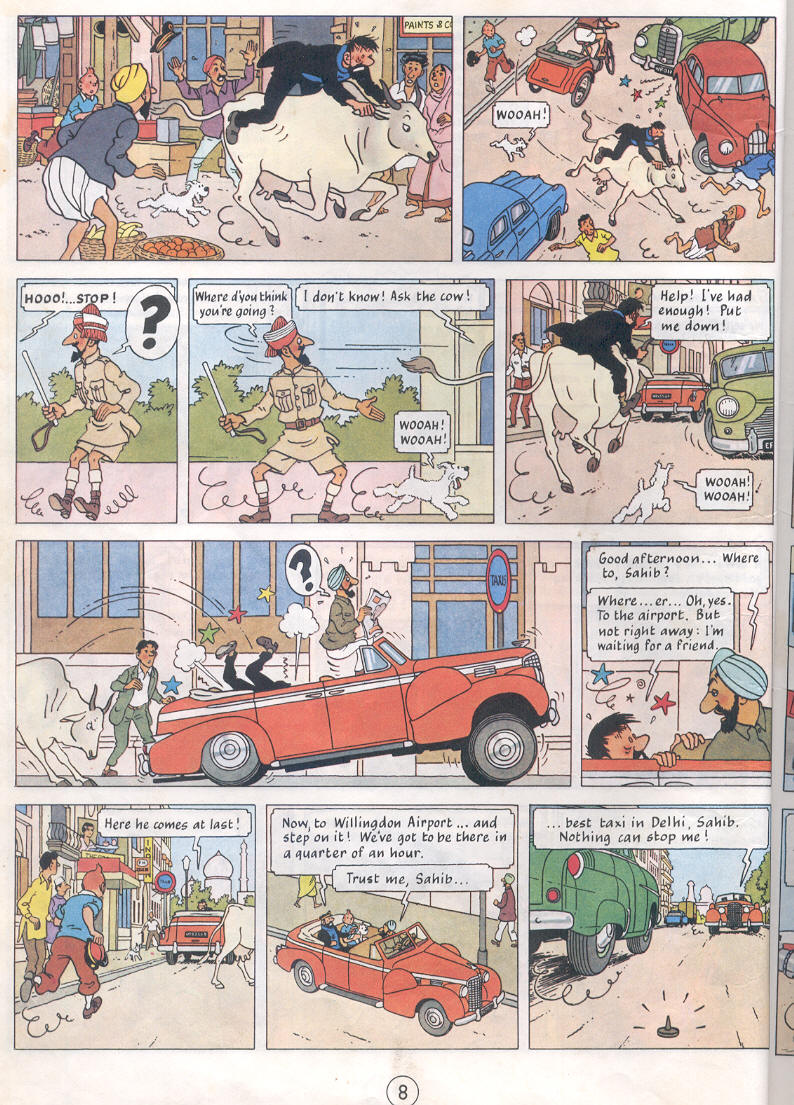 PAINTS & CO
WOOAH!
HOOO!...STOP!
?
Where d'you think
you're going?
I don't know! Ask the cow!
WOOAH!
WOOAH!
Help! I've had
enough! Put
me down!
WOOAH!
WOOAH!
?
TAXIS
Good afternoon... Where
to, Sahib?
Where...er... Oh, yes.
To the airport. But
not right away: I'm
waiting for a friend.
Here he comes at last!
Now, to Willingdon Airport ... and
step on it! We've got to be there in
a quarter of an hour.
Trust me, Sahib...
...best taxi in Delhi, Sahib.
Nothing can stop me!
8